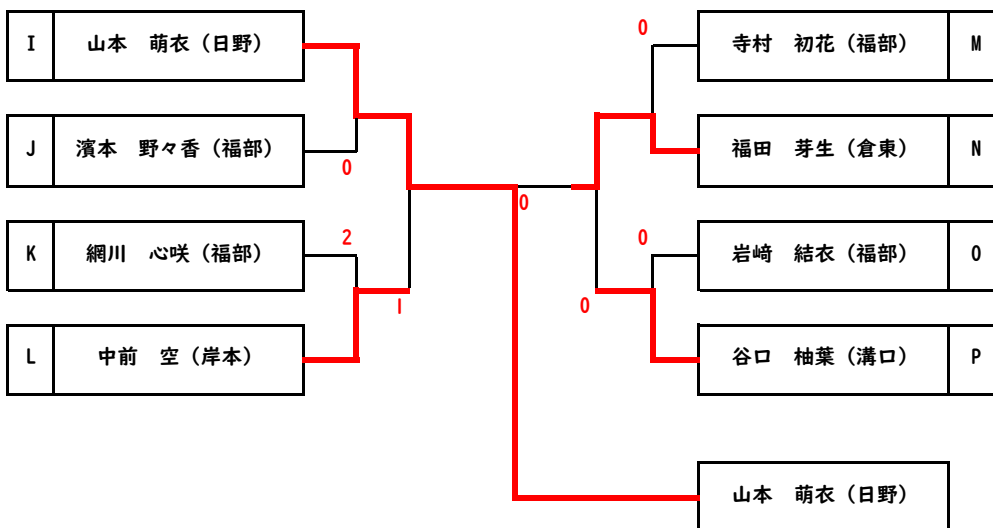 I 山本　萌衣（日野）
0
寺村　初花（福部） M
J 濱本　野々香（福部）
0
福田　芽生（倉東） N
0
K 網川　心咲（福部）
2
0
岩﨑　結衣（福部） O
1
0
L 中前　空（岸本）
谷口　柚葉（溝口） P
山本　萌衣（日野）